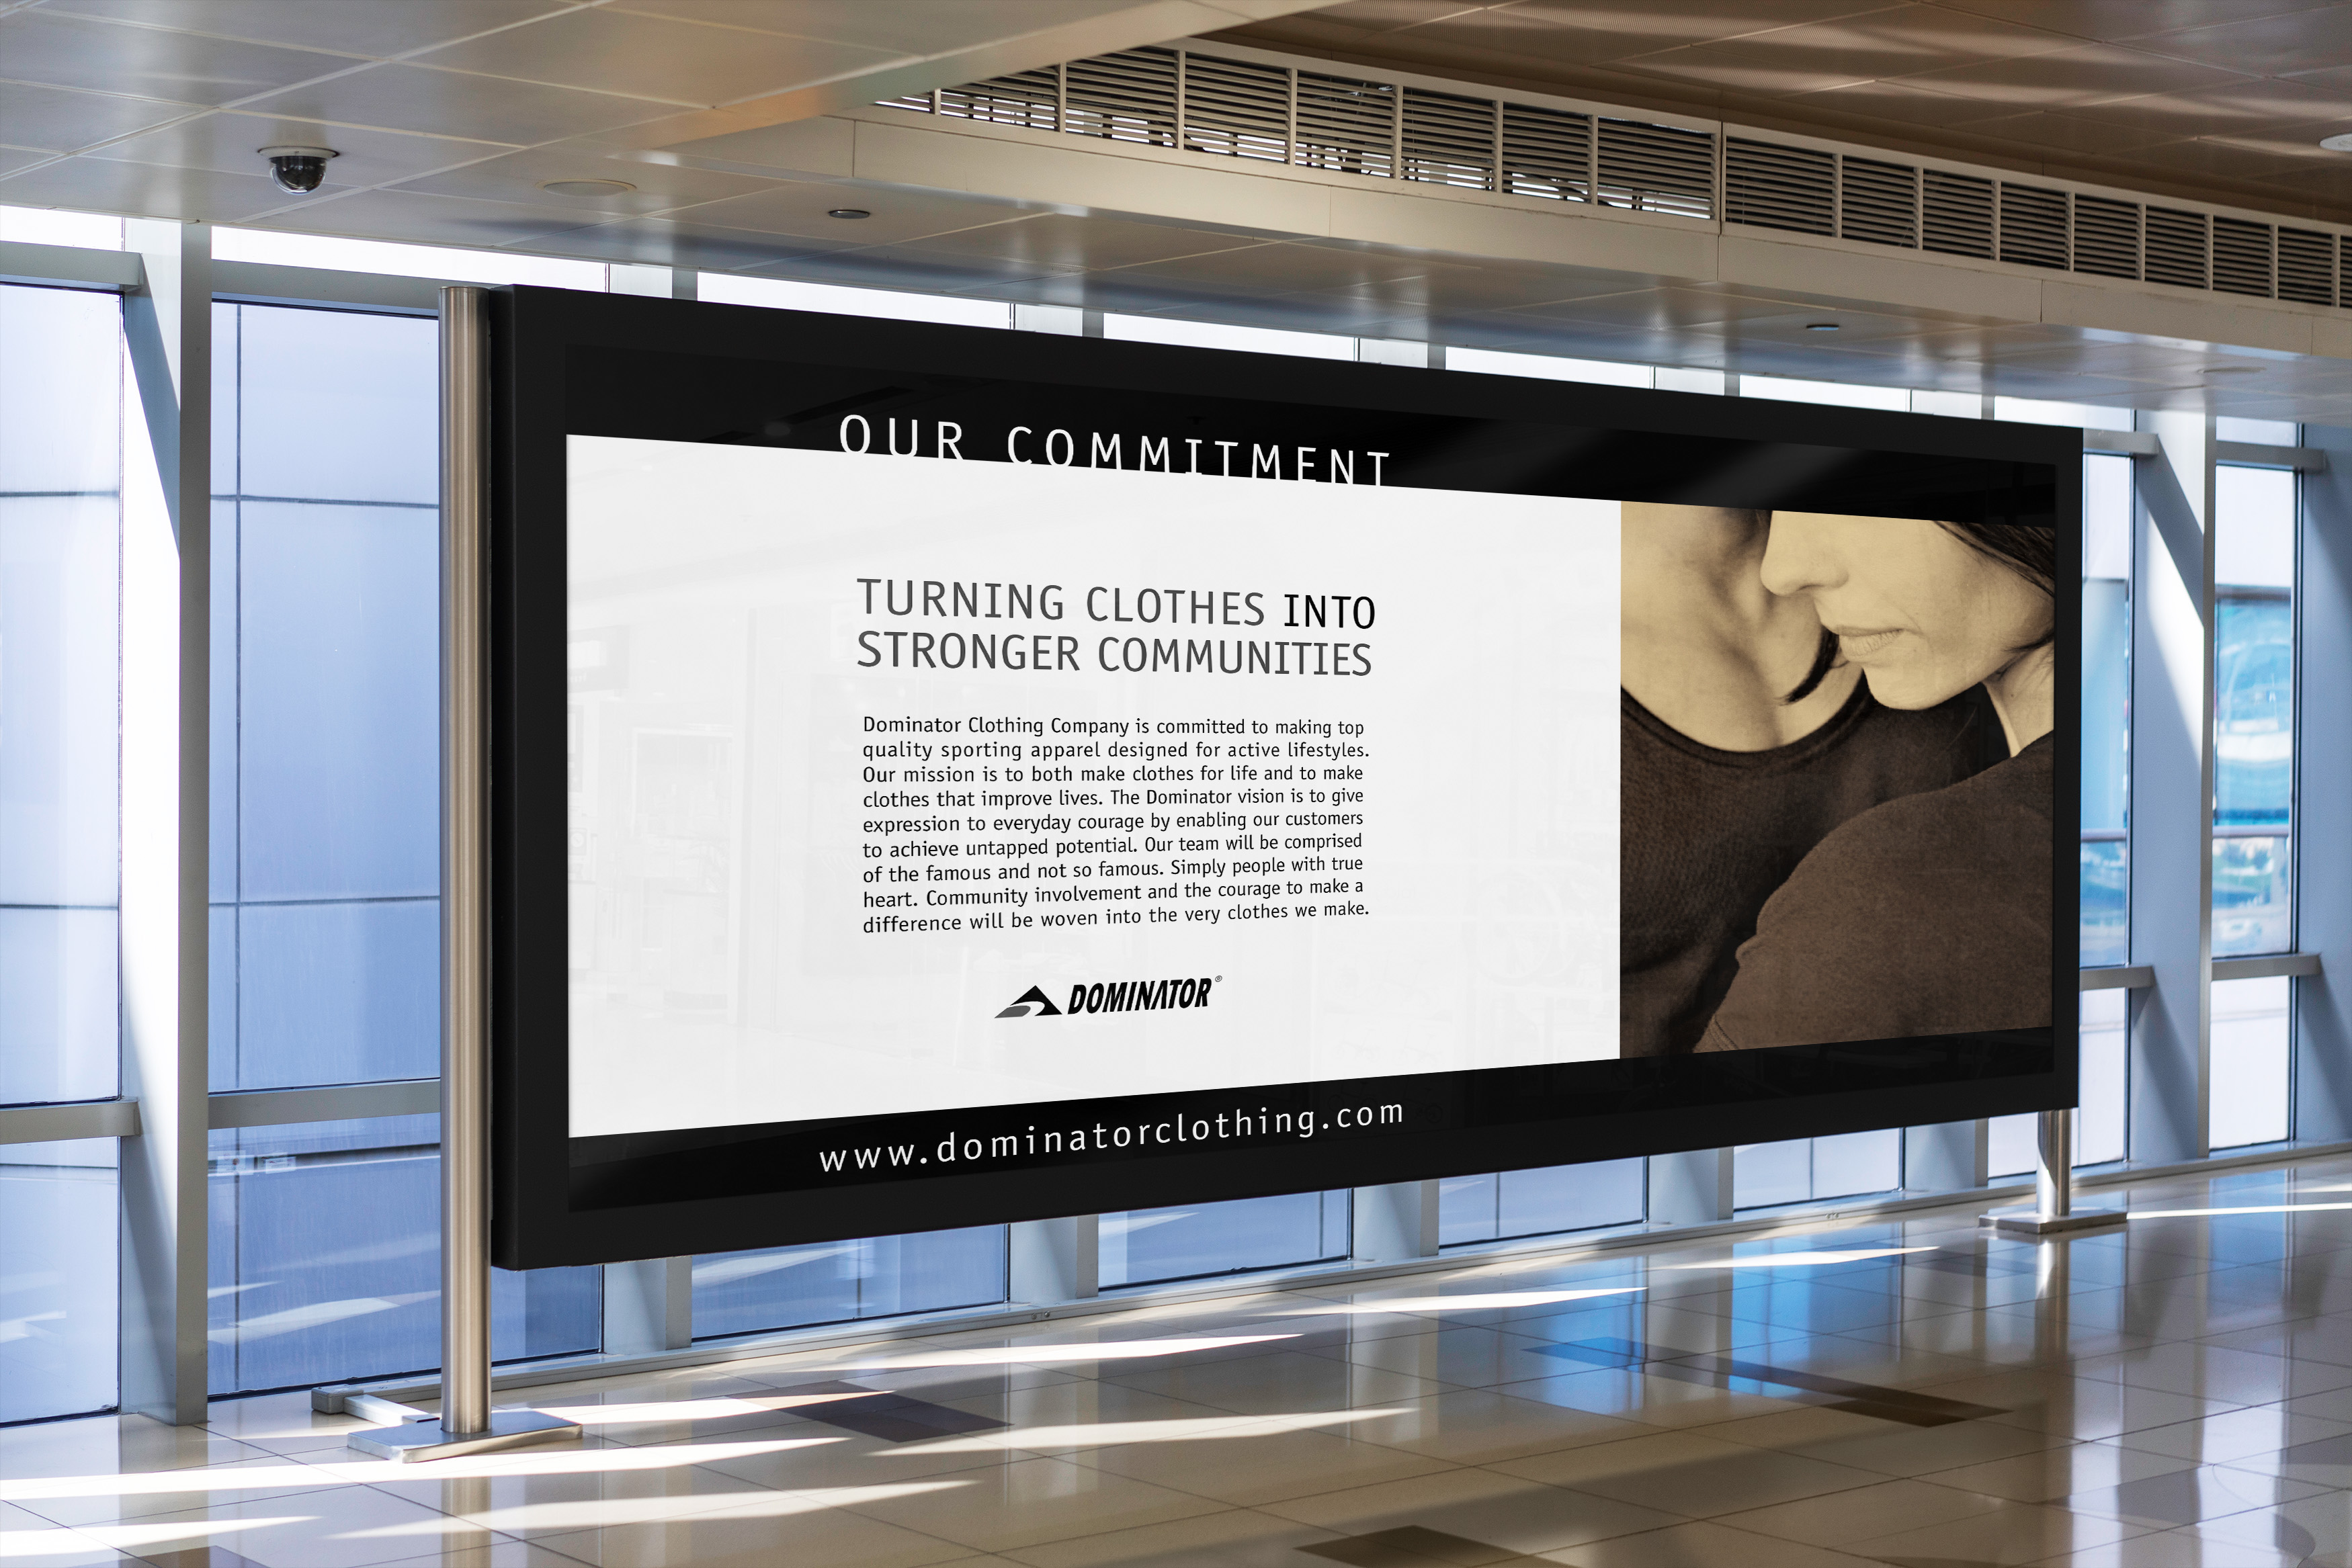 OUR COMMITMENT
TURNING CLOTHES INTO
STRONGER COMMUNITIES
Dominator Clothing Company is committed to making top
quality sporting apparel designed for active lifestyles.
Our mission is to both make clothes for life and to make
clothes that improve lives. The Dominator vision is to give
expression to everyday courage by enabling our customers
to achieve untapped potential. Our team will be comprised
of the famous and not so famous. Simply people with true
heart. Community involvement and the courage to make a
difference will be woven into the very clothes we make.
DOMINATOR®
www.dominatorclothing.com